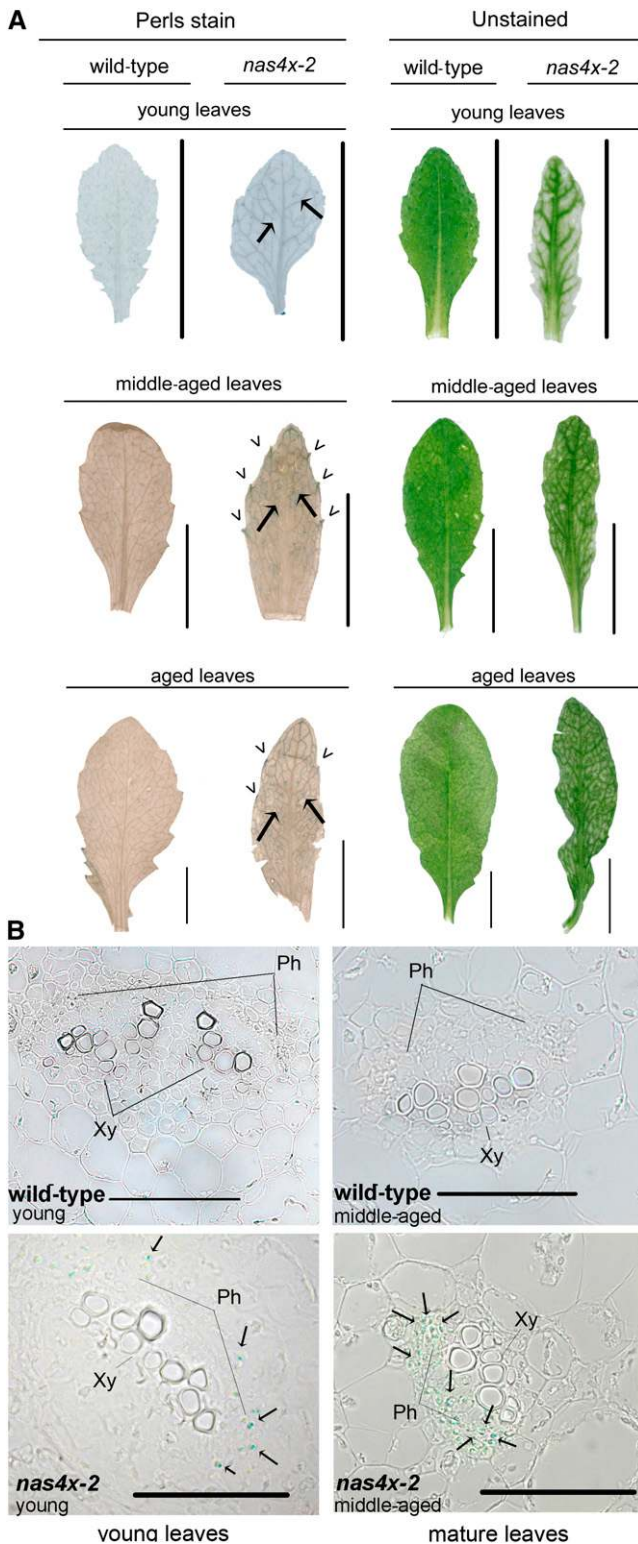 A
Perls stain Unstained
wild-type nas4x-2 wild-type nas4x-2
young leaves young leaves
middle-aged leaves middle-aged leaves
aged leaves aged leaves
B
Ph Ph
Xy Xy
wild-type wild-type
young middle-aged
Ph Xy
Xy Ph
nas4x-2 nas4x-2
young middle-aged
young leaves mature leaves